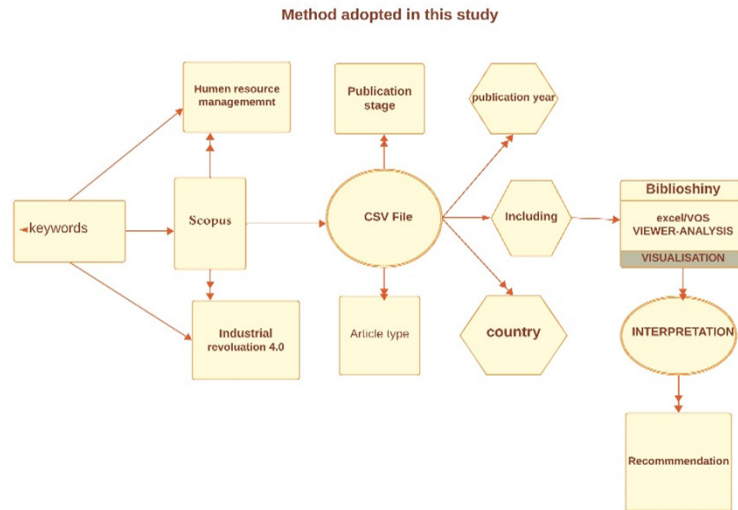 Method adopted in this study
Humen resource
managememnt
Publication
stage
publication year
keywords
Scopus
CSV File
Including
Biblioshiny
excel/VOS
VIEWER-ANALYSIS
VISUALISATION
Industrial
revoluation 4.0
Article type
country
INTERPRETATION
Recommmendation